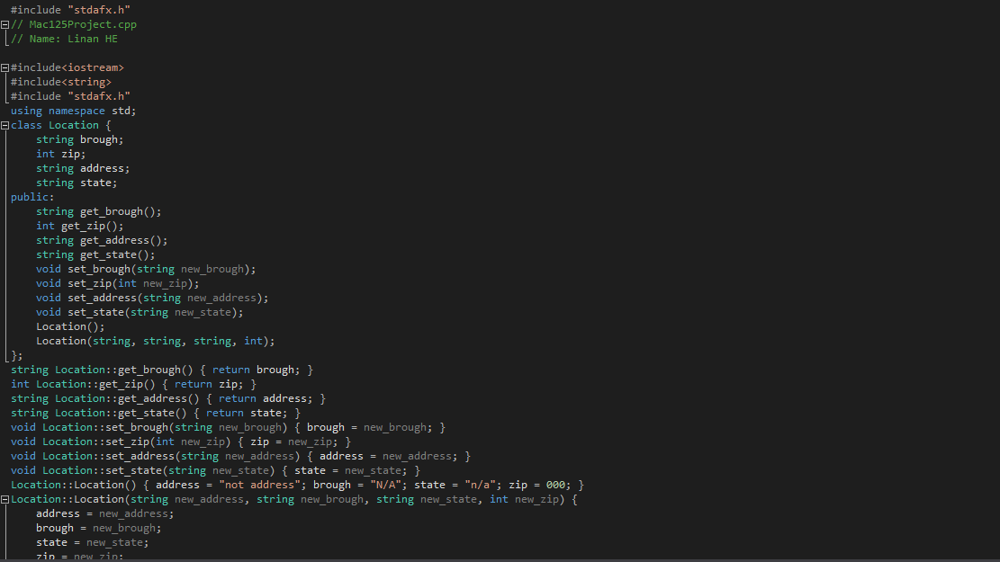 #include "stdafx.h"
// Mac125Project.cpp
// Name: Linan HE

#include<iostream>
#include<string>
#include "stdafx.h"
using namespace std;
class Location {
    string brough;
    int zip;
    string address;
    string state;
public:
    string get_brough();
    int get_zip();
    string get_address();
    string get_state();
    void set_brough(string new_brough);
    void set_zip(int new_zip);
    void set_address(string new_address);
    void set_state(string new_state);
    Location();
    Location(string, string, string, int);
};
string Location::get_brough() { return brough; }
int Location::get_zip() { return zip; }
string Location::get_address() { return address; }
string Location::get_state() { return state; }
void Location::set_brough(string new_brough) { brough = new_brough; }
void Location::set_zip(int new_zip) { zip = new_zip; }
void Location::set_address(string new_address) { address = new_address; }
void Location::set_state(string new_state) { state = new_state; }
Location::Location() { address = "not address"; brough = "N/A"; state = "n/a"; zip = 000; }
Location::Location(string new_address, string new_brough, string new_state, int new_zip) {
    address = new_address;
    brough = new_brough;
    state = new_state;
    zip = new_zip;